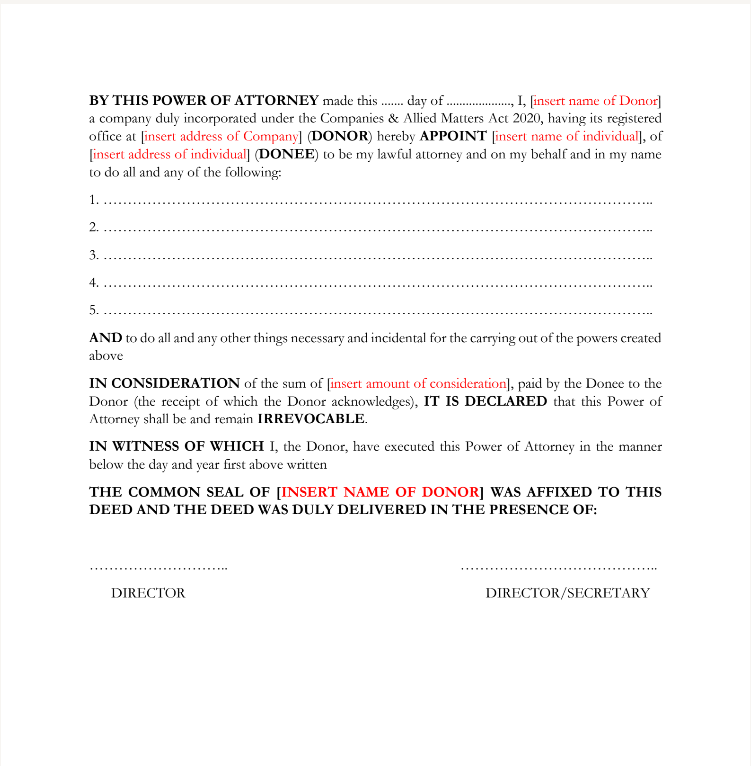 BY THIS POWER OF ATTORNEY made this ....... day of ....................., I, [insert name of Donor]
a company duly incorporated under the Companies & Allied Matters Act 2020, having its registered
office at [insert address of Company] (DONOR) hereby APPOINT [insert name of individual], of
[insert address of individual] (DONEE) to be my lawful attorney and on my behalf and in my name
to do all and any of the following:
1. …………………………………………………………………………………………………..
2. …………………………………………………………………………………………………..
3. …………………………………………………………………………………………………..
4. …………………………………………………………………………………………………..
5. …………………………………………………………………………………………………..
AND to do all and any other things necessary and incidental for the carrying out of the powers created
above
IN CONSIDERATION of the sum of [insert amount of consideration], paid by the Donee to the
Donor (the receipt of which the Donor acknowledges), IT IS DECLARED that this Power of
Attorney shall be and remain IRREVOCABLE.
IN WITNESS OF WHICH I, the Donor, have executed this Power of Attorney in the manner
below the day and year first above written
THE COMMON SEAL OF [INSERT NAME OF DONOR] WAS AFFIXED TO THIS
DEED AND THE DEED WAS DULY DELIVERED IN THE PRESENCE OF:
……………………….. …………………………………..
DIRECTOR DIRECTOR/SECRETARY